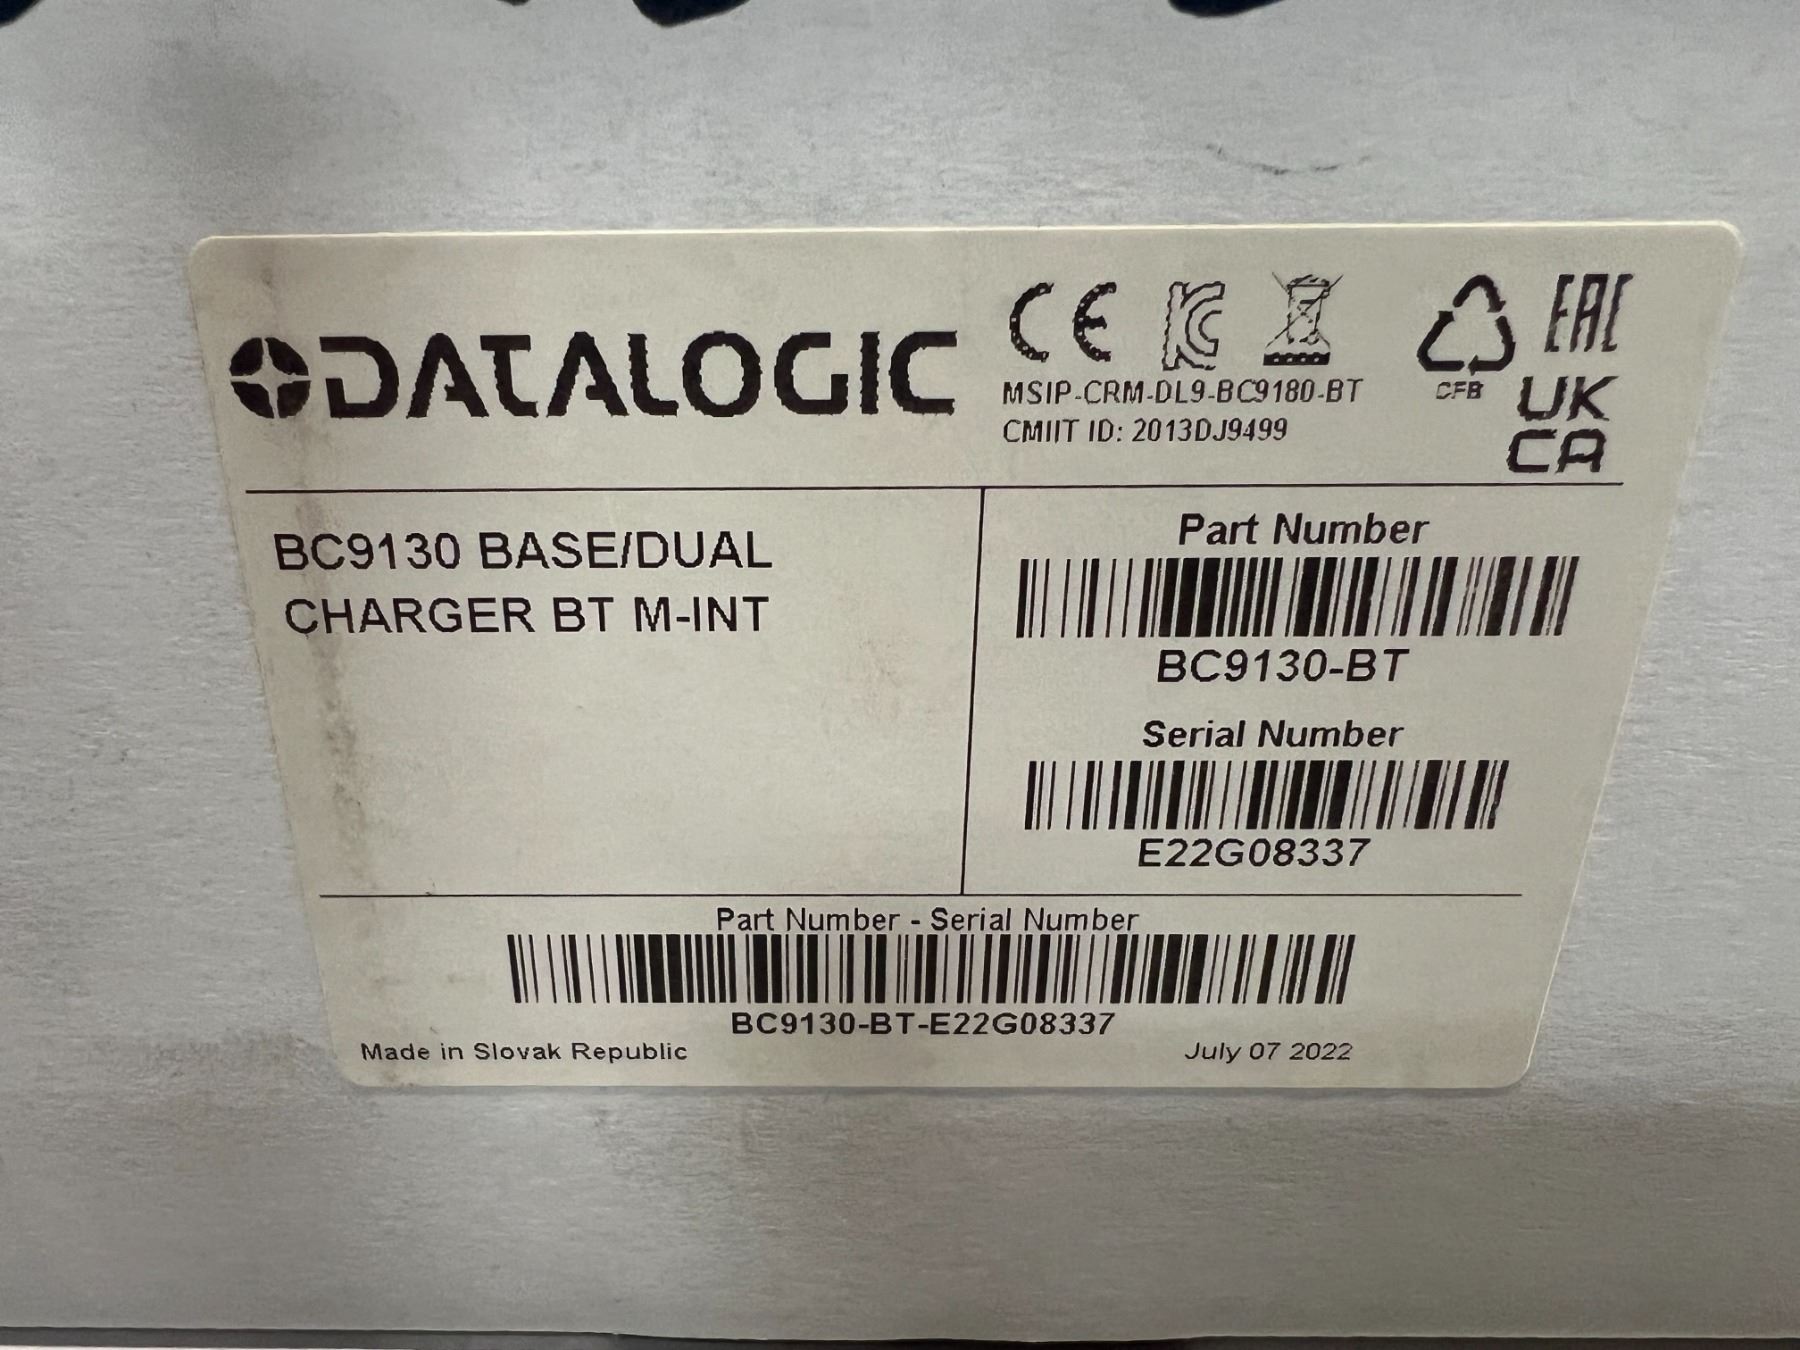 DATALOGIC
CE
MSIP-CRM-DL9-BC9180-BT
CMIIT ID: 2013DJ9499
CFB
EAC
UK
CA
BC9130 BASE/DUAL
CHARGER BT M-INT
Part Number
BC9130-BT
Serial Number
E22G08337
Part Number - Serial Number
BC9130-BT-E22G08337
Made in Slovak Republic
July 07 2022